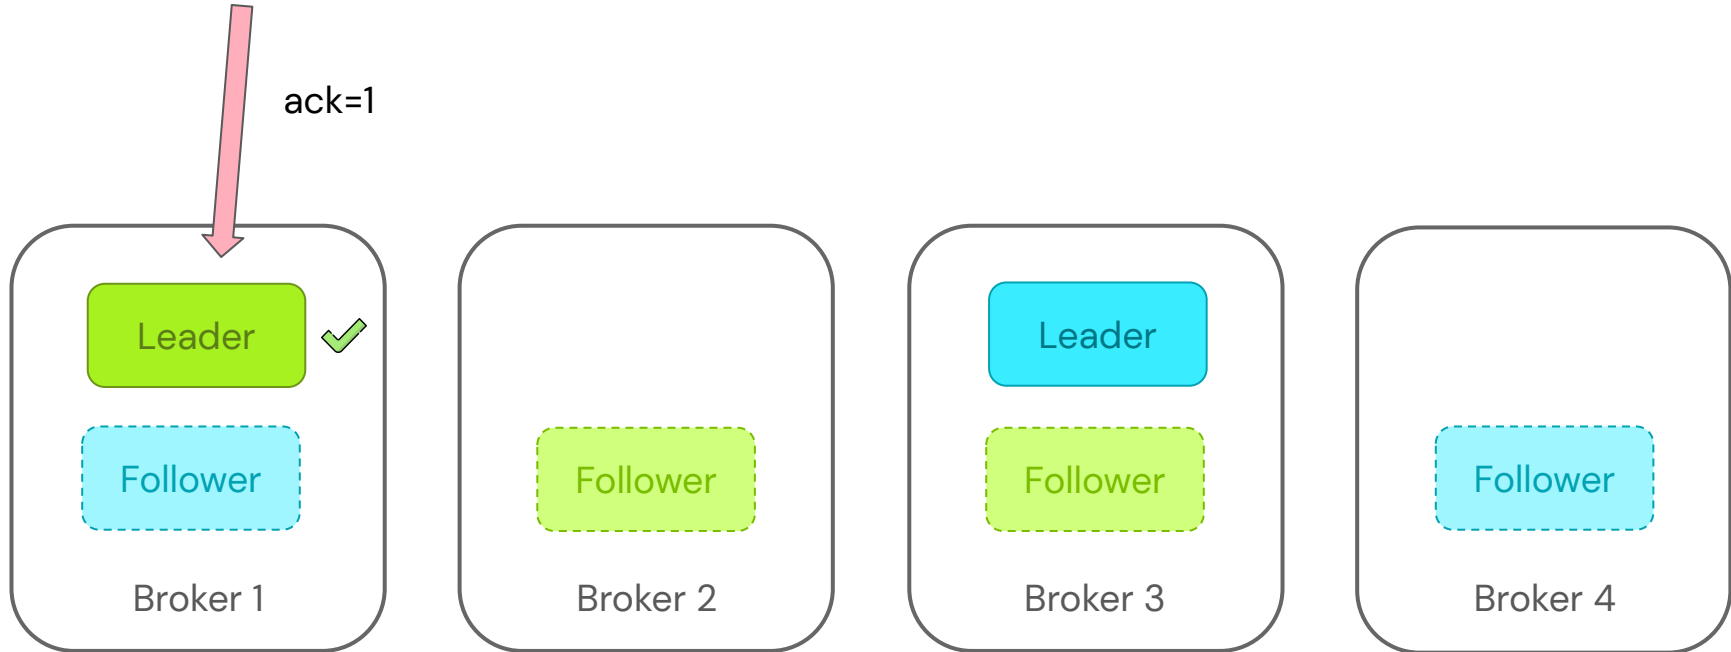 ack=1
Leader
Follower
Broker 1
Follower
Broker 2
Leader
Follower
Broker 3
Follower
Broker 4